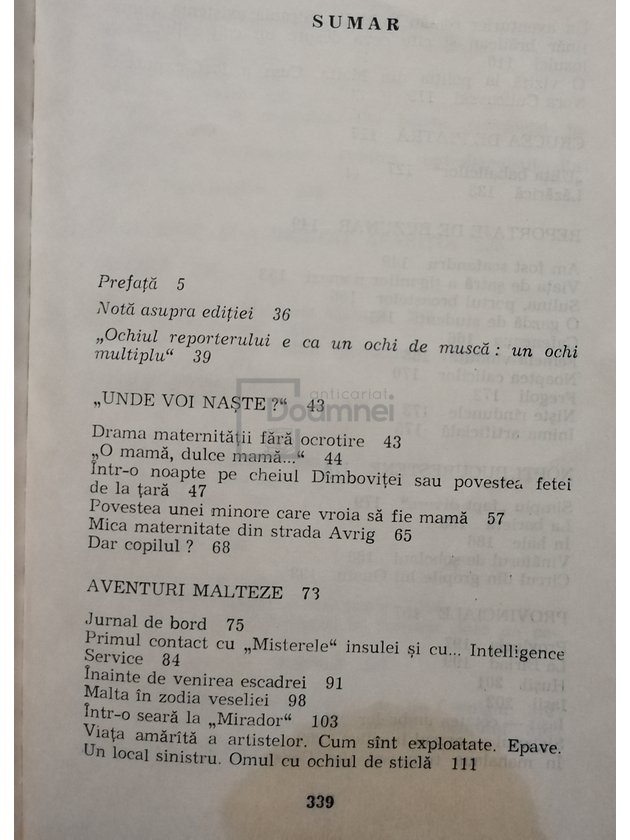 SUMAR
Prefață 5
Notă asupra ediției 36
„Ochiul reporterului e ca un ochi de muscă : un ochi
multiplu“ 39
anticariat
Doamnei
„UNDE VOI NAȘTE ?“ 43
Drama maternității fără ocrotire 43
„O mamă, dulce mamă...“ 44
Într-o noapte pe cheiul Dîmboviței sau povestea fetei
de la țară 47
Povestea unei minore care vroia să fie mamă 57
Mica maternitate din strada Avrig 65
Dar copilul ? 68
AVENTURI MALTEZE 73
Jurnal de bord 75
Primul contact cu „Misterele“ insulei și cu... Intelligence
Service 84
Înainte de venirea escadrei 91
Malta în zodia veseliei 98
Într-o seară la „Mirador“ 103
Viața amărîtă a artistelor. Cum sînt exploatate. Epave.
Un local sinistru. Omul cu ochiul de sticlă 111
339